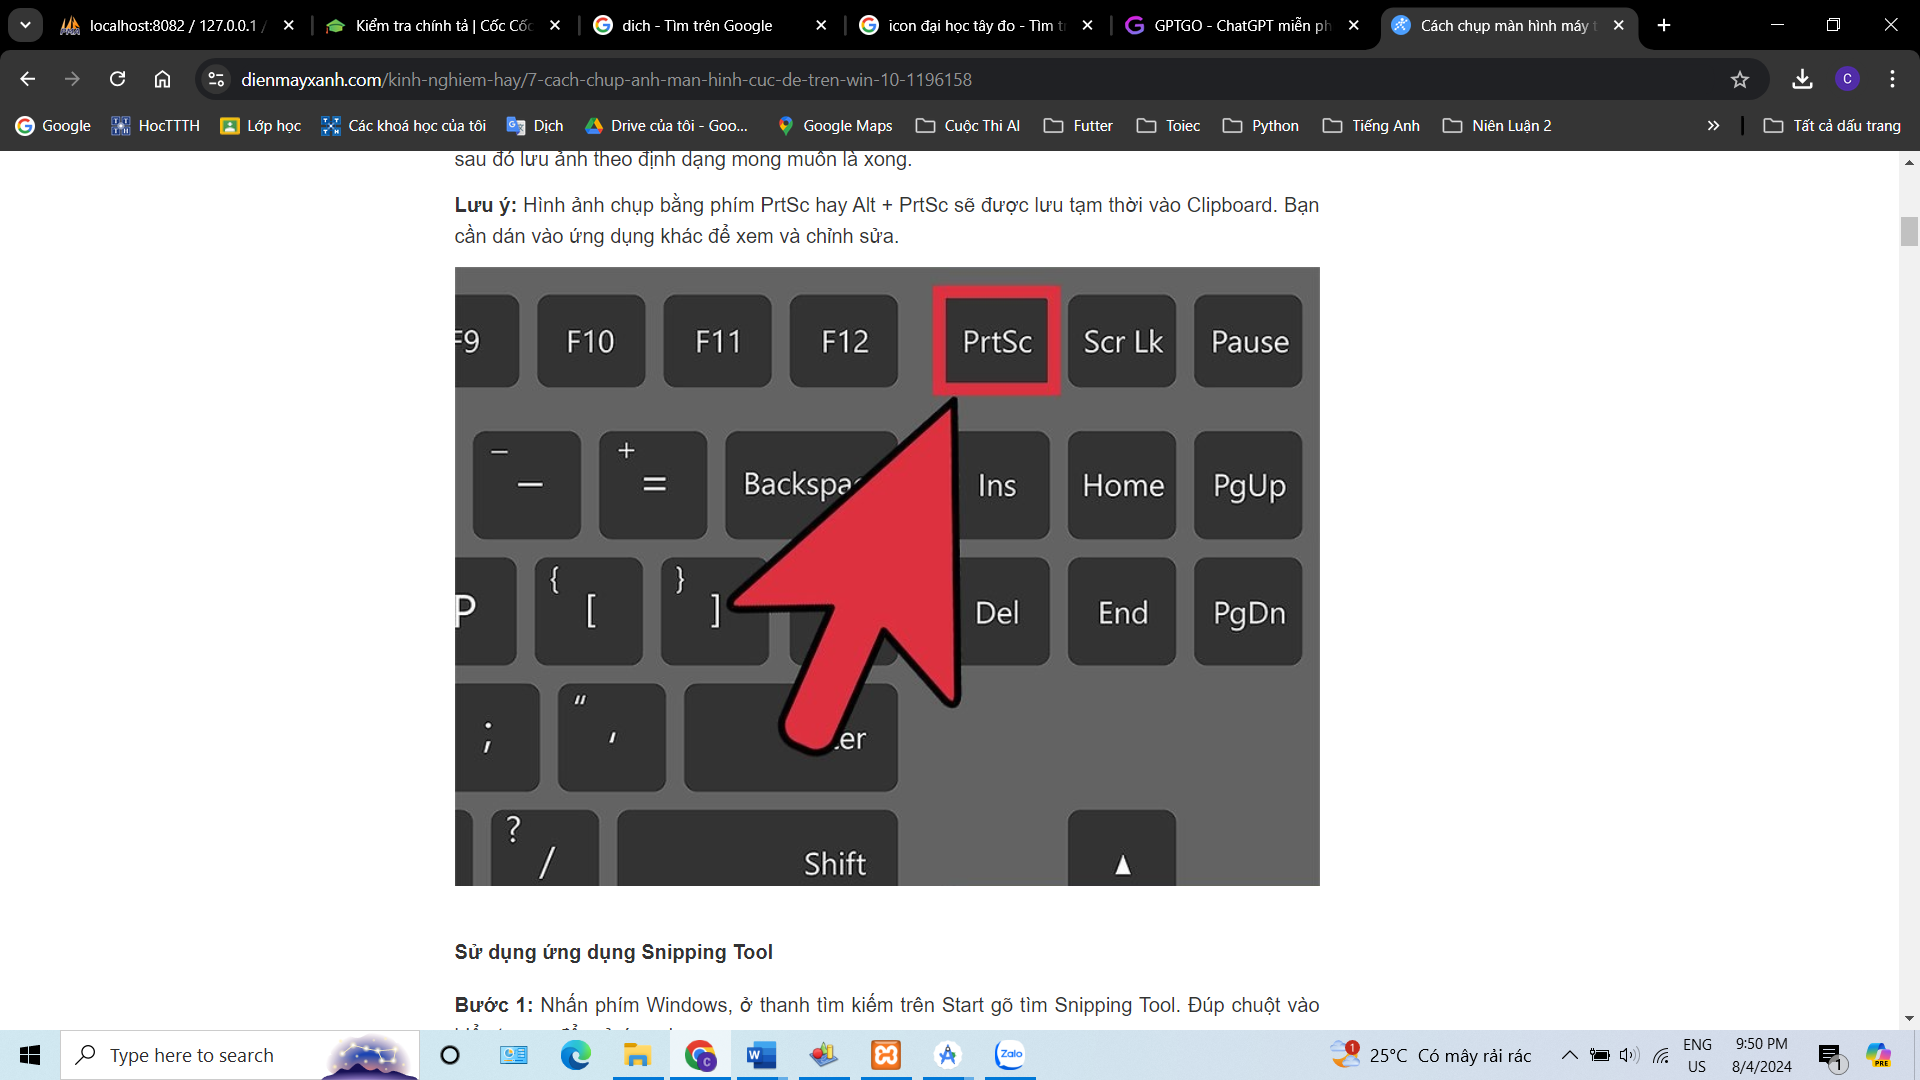 localhost:8082 / 127.0.0.1 /
Kiểm tra chính tả | Cốc Cốc
dich - Tìm trên Google
icon đại học tây đo - Tìm tr
GPTGO - ChatGPT miễn ph
Cách chụp màn hình máy t
dienmayxanh.com/kinh-nghiem-hay/7-cach-chup-anh-man-hinh-cuc-de-tren-win-10-1196158
C
Google
HocTTTH
Lớp học
Các khoá học của tôi
Dịch
Drive của tôi - Goo...
Google Maps
Cuộc Thi AI
Futter
Toiec
Python
Tiếng Anh
Niên Luận 2
Tất cả dấu trang
sau đó lưu ảnh theo định dạng mong muốn là xong.
Lưu ý: Hình ảnh chụp bằng phím PrtSc hay Alt + PrtSc sẽ được lưu tạm thời vào Clipboard. Bạn
cần dán vào ứng dụng khác để xem và chỉnh sửa.
F9 F10 F11 F12 PrtSc Scr Lk Pause
– —
+ =
Backspac
Ins Home PgUp
P
{ [
} ]
Del End PgDn
;
“ ‘
ter
? /
Shift
Sử dụng ứng dụng Snipping Tool
Bước 1: Nhấn phím Windows, ở thanh tìm kiếm trên Start gõ tìm Snipping Tool. Đúp chuột vào
Type here to search
Zalo
1
25°C Có mây rải rác
ENG
US
9:50 PM
8/4/2024
1
PRE